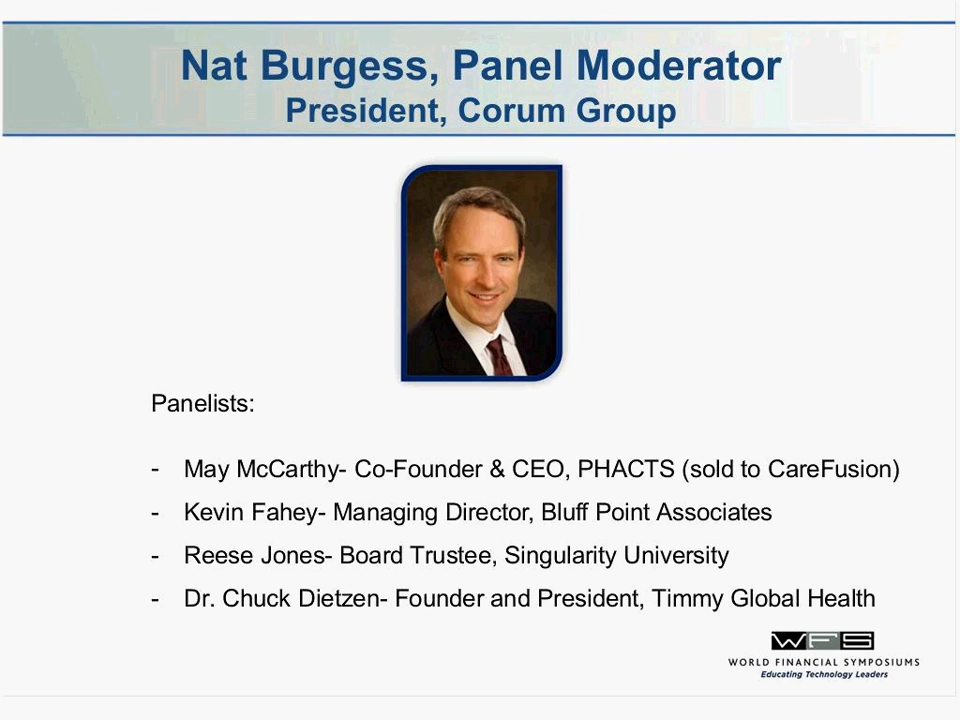 Nat Burgess, Panel Moderator
President, Corum Group
Panelists:
- May McCarthy- Co-Founder & CEO, PHACTS (sold to CareFusion)
- Kevin Fahey- Managing Director, Bluff Point Associates
- Reese Jones- Board Trustee, Singularity University
- Dr. Chuck Dietzen- Founder and President, Timmy Global Health
WFS
WORLD FINANCIAL SYMPOSIUMS
Educating Technology Leaders